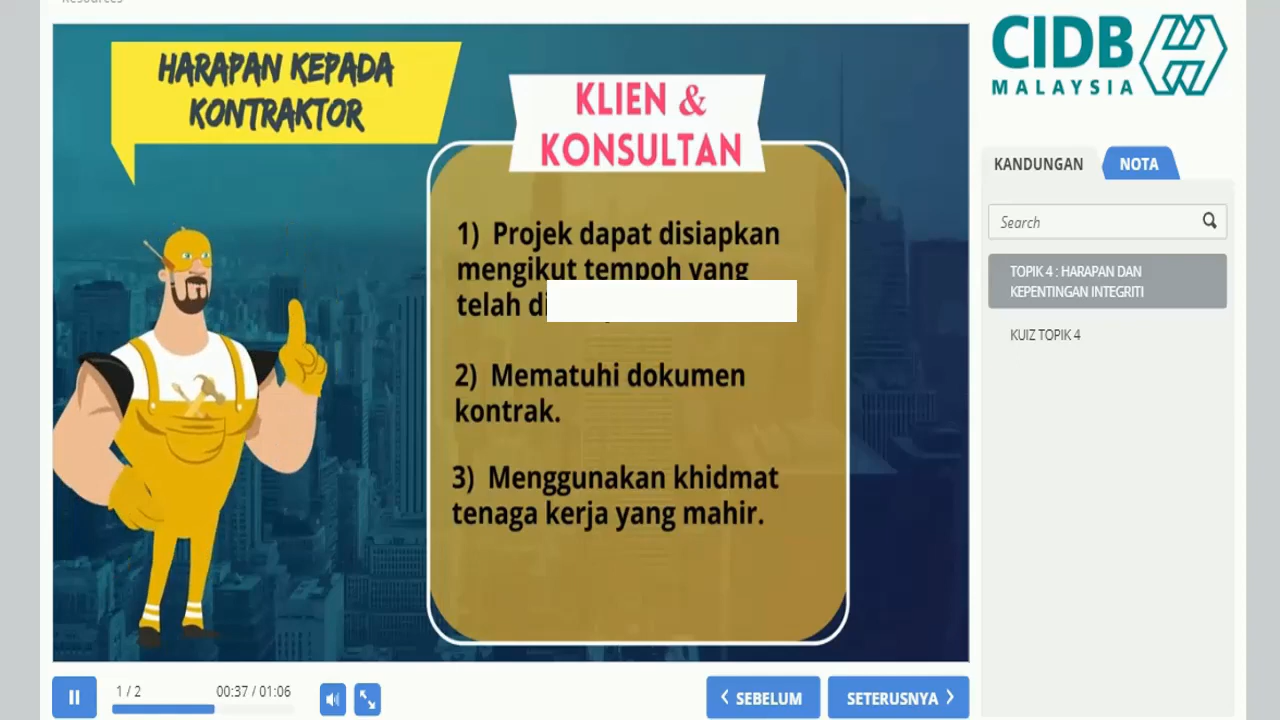 Resources
HARAPAN KEPADA
KONTRAKTOR
KLIEN &
KONSULTAN
1) Projek dapat disiapkan
mengikut tempoh yang
telah
2) Mematuhi dokumen
kontrak.
3) Menggunakan khidmat
tenaga kerja yang mahir.
1 / 2
00:37 / 01:06
SEBELUM
SETERUSNYA
CIDB
MALAYSIA
KANDUNGAN
NOTA
Search
TOPIK 4 : HARAPAN DAN
KEPENTINGAN INTEGRITI
KUIZ TOPIK 4